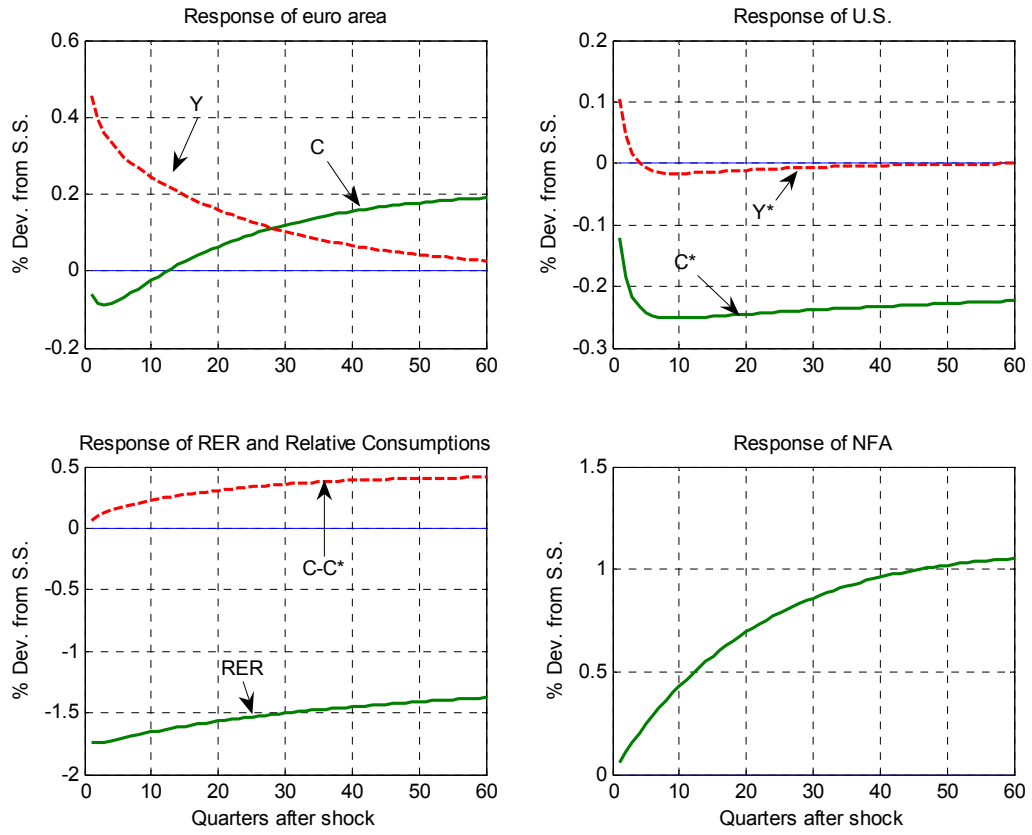 Response of euro area
% Dev. from S.S.
0.6
0.4
0.2
0
-0.2
Y
C
0 10 20 30 40 50 60
Response of U.S.
% Dev. from S.S.
0.2
0.1
0
-0.1
-0.2
-0.3
Y*
C*
0 10 20 30 40 50 60
Response of RER and Relative Consumptions
% Dev. from S.S.
0.5
0
-0.5
-1
-1.5
-2
C-C*
RER
0 10 20 30 40 50 60
Quarters after shock
Response of NFA
% Dev. from S.S.
1.5
1
0.5
0
0 10 20 30 40 50 60
Quarters after shock